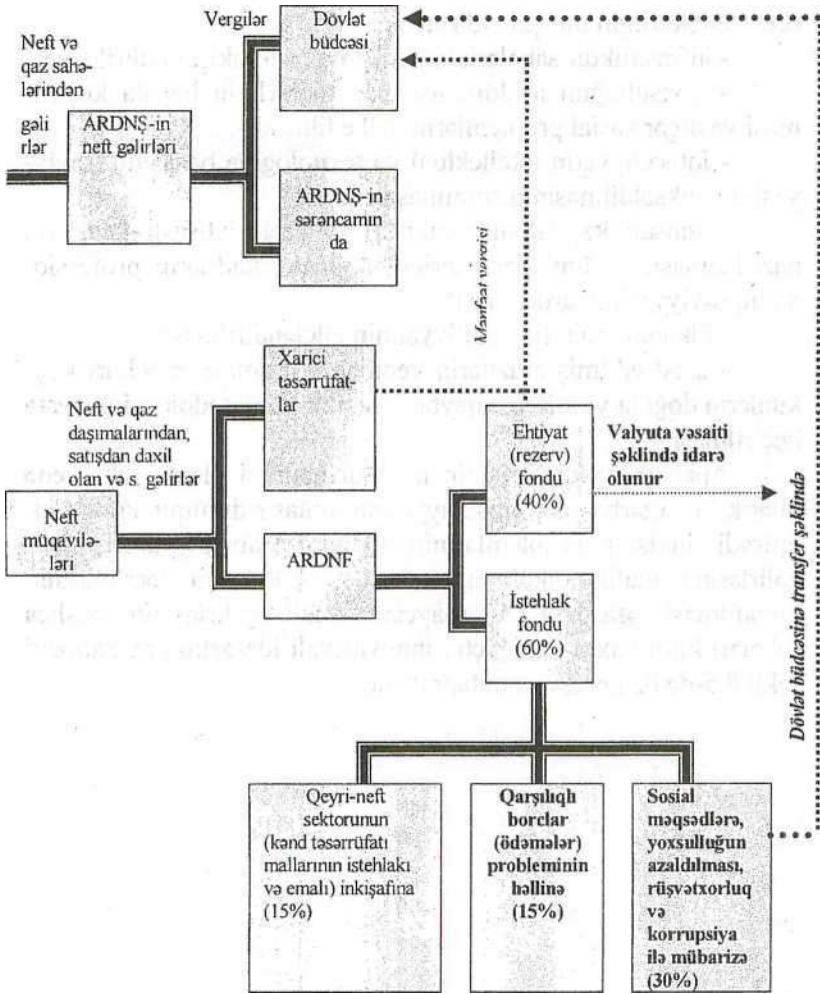 Vergilər
Dövlət
büdcəsi
Neft və
qaz sahə-
lərindən
gəli
rlər
ARDNŞ-in
neft gəlirləri
ARDNŞ-in
sərəncamın
da
Mənfəət vergisi
Xarici
təsərrüfat-
lar
Neft və qaz
daşımalarından,
satışdan daxil
olan və s. gəlirlər
Neft
müqavilə-
ləri
ARDNF
Ehtiyat
(rezerv)
fondu
(40%)
Valyuta vəsaiti
şəklində idarə
olunur
İstehlak
fondu
(60%)
Dövlət büdcəsinə transfer şəklində
Qeyri-neft
sektorunun
(kənd təsərrüfatı
mallarının istehlakı
və emalı) inkişafına
(15%)
Qarşılıqlı
borclar
(ödəmələr)
probleminin
həllinə
(15%)
Sosial
məqsədlərə,
yoxsulluğun
azaldılması,
rüşvətxorluq
və
korrupsiya
ilə mübarizə
(30%)